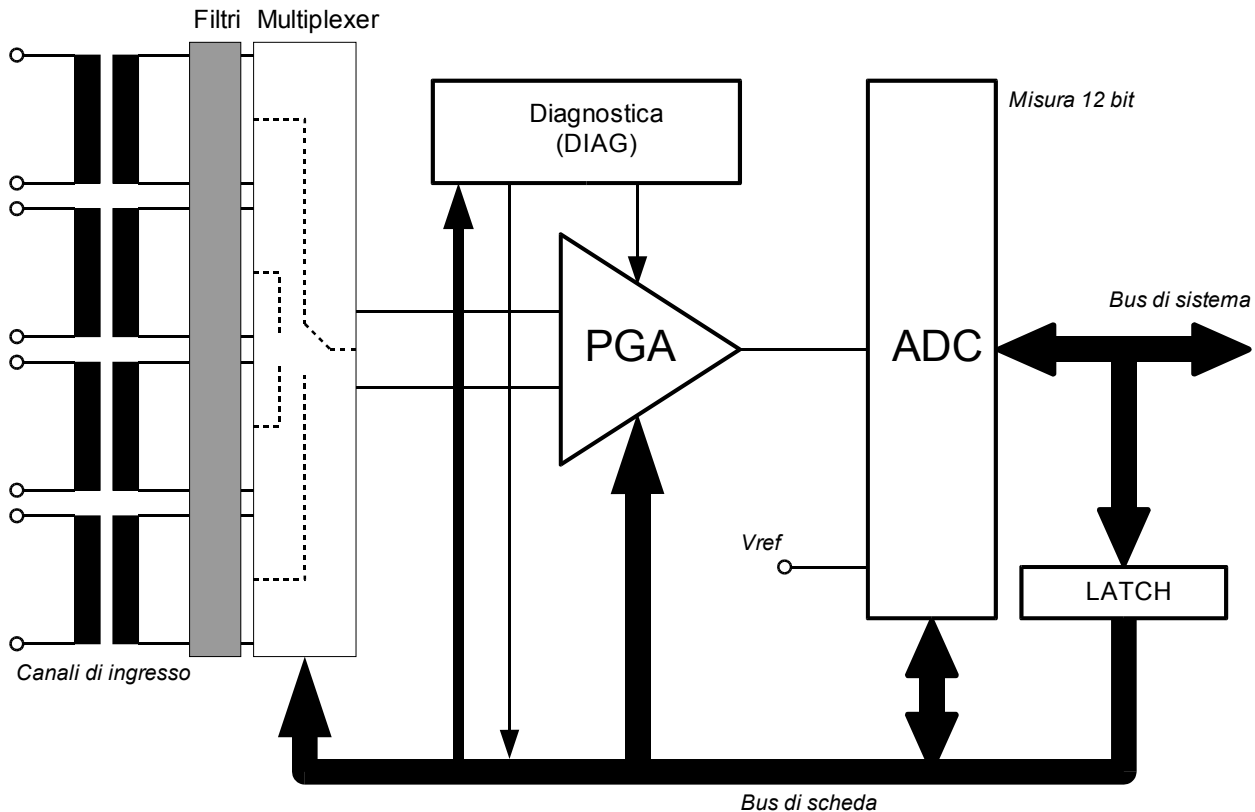 Filtri
Multiplexer
Diagnostica
(DIAG)
Misura 12 bit
Bus di sistema
PGA
ADC
Vref
LATCH
Canali di ingresso
Bus di scheda